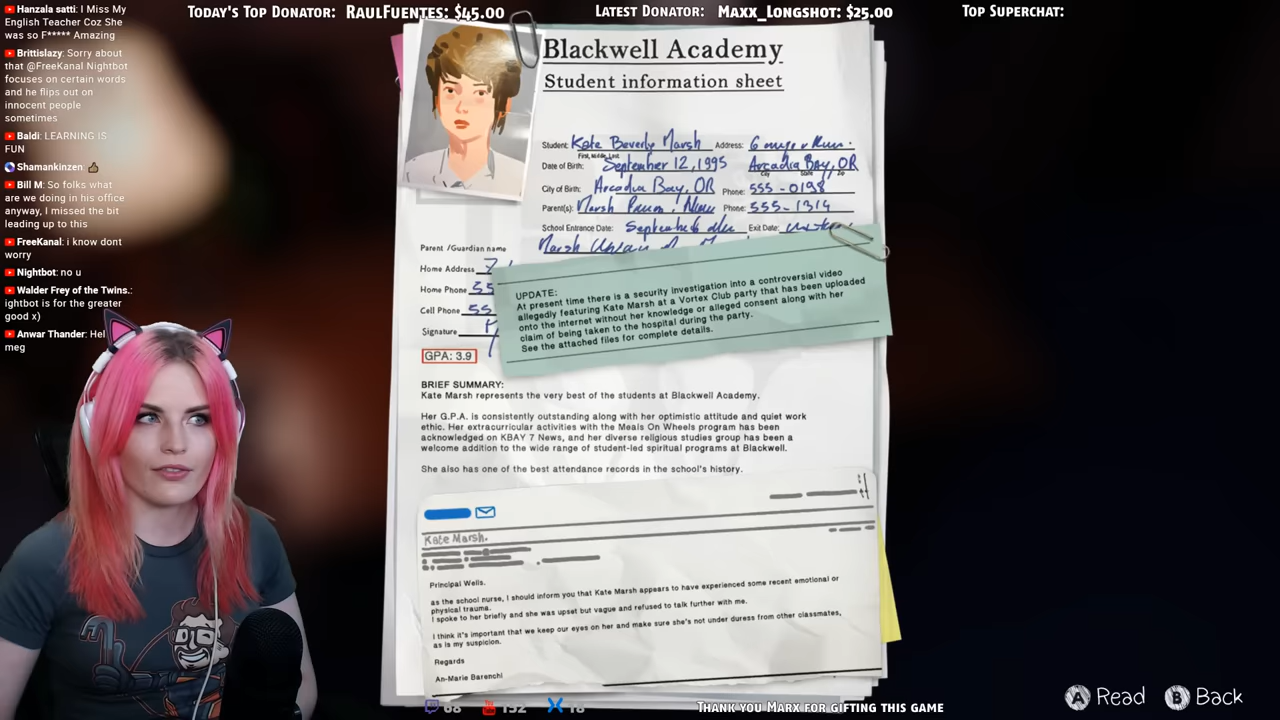 TODAY'S TOP DONATOR: RAULFUENTES: $45.00
LATEST DONATOR: MAXX_LONGSHOT: $25.00
TOP SUPERCHAT:
Hanzala satti: I Miss My
English Teacher Coz She
was so F***** Amazing
Brittislazy: Sorry about
that @FreeKanal Nightbot
focuses on certain words
and he flips out on
innocent people
sometimes
Baldi: LEARNING IS
FUN
Shamankinzen 👍
Bill M: So folks what
are we doing in his office
anyway, I missed the bit
leading up to this
FreeKanal: i know dont
worry
Nightbot: no u
Walder Frey of the Twins.:
ightbot is for the greater
good x)
Anwar Thander: Hel
meg
Blackwell Academy
Student information sheet
Student: Kate Beverly Marsh Address: 6
First, Middle, Last
Date of Birth: September 12, 1995 Arcadia Bay, OR
City State Zip
City of Birth: Arcadia Bay, OR Phone: 555-0198
Parent(s): Marsh Phone: 555-1314
School Entrance Date: Exit Date:
Marsh
Parent /Guardian name
Home Address 7
Home Phone 55
Cell Phone 55
Signature
GPA: 3.9
UPDATE:
At present time there is a security investigation into a controversial video
allegedly featuring Kate Marsh at a Vortex Club party that has been uploaded
onto the internet without her knowledge or alleged consent along with her
claim of being taken to the hospital during the party.
See the attached files for complete details.
BRIEF SUMMARY:
Kate Marsh represents the very best of the students at Blackwell Academy.
Her G.P.A. is consistently outstanding along with her optimistic attitude and quiet work
ethic. Her extracurricular activities with the Meals On Wheels program has been
acknowledged on KBAY 7 News, and her diverse religious studies group has been a
welcome addition to the wide range of student-led spiritual programs at Blackwell.
She also has one of the best attendance records in the school's history.
Kate Marsh.
Principal Wells.
as the school nurse, I should inform you that Kate Marsh appears to have experienced some recent emotional or
physical trauma.
I spoke to her briefly and she was upset but vague and refused to talk further with me.
I think it's important that we keep our eyes on her and make sure she's not under duress from other classmates,
as is my suspicion.
Regards
An-Marie Barenchi
68 132 18
THANK YOU MARX FOR GIFTING THIS GAME
A Read B Back